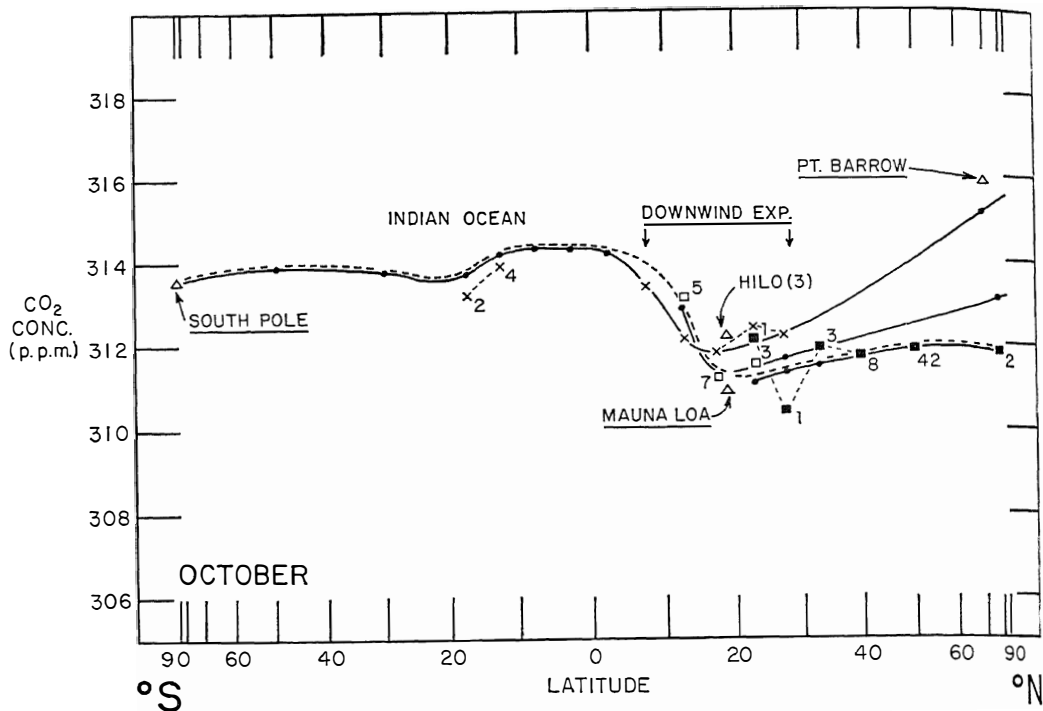 318
316
314
312
310
308
306
CO2
CONC.
(p.p.m.)
PT. BARROW
INDIAN OCEAN
DOWNWIND EXP.
4
2
5
HILO (3)
SOUTH POLE
1
3
3
7
8
42
2
MAUNA LOA
1
OCTOBER
90 60 40 20 0 20 40 60 90
°S LATITUDE °N